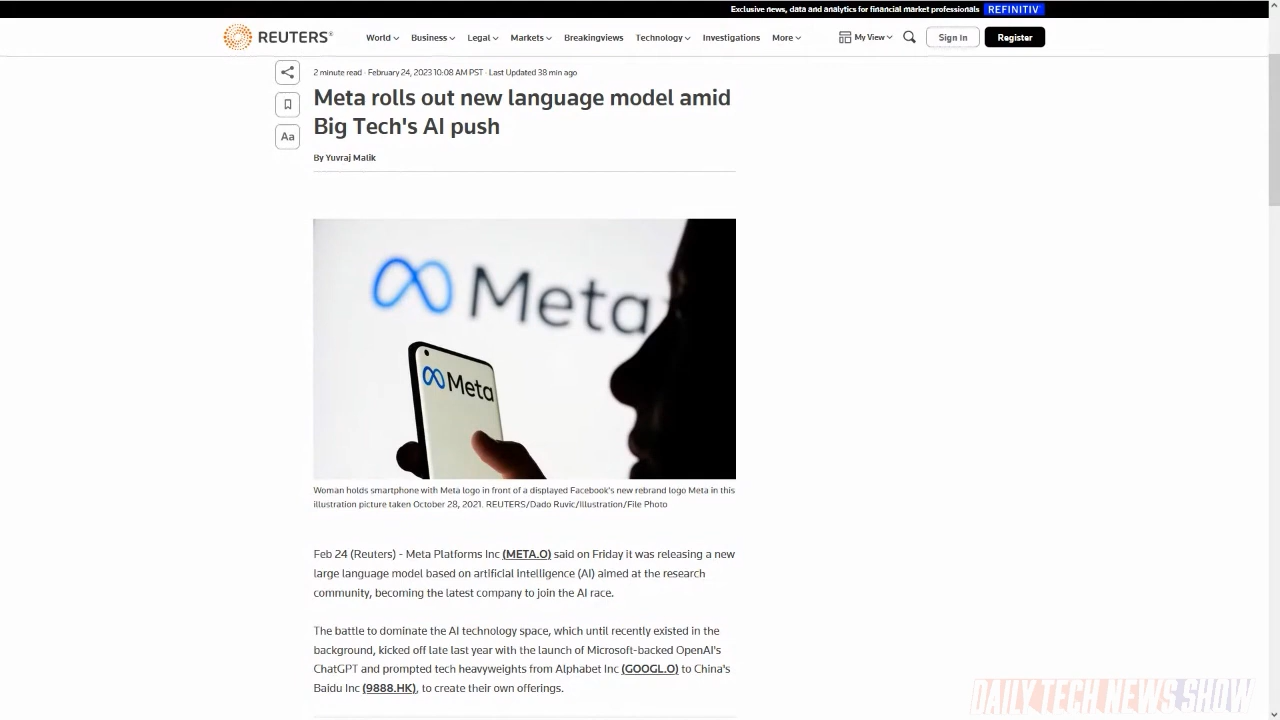 Exclusive news, data and analytics for financial market professionals REFINITIV
REUTERS®
World Business Legal Markets Breakingviews Technology Investigations More My View Sign In Register
2 minute read · February 24, 2023 10:08 AM PST · Last Updated 38 min ago
Meta rolls out new language model amid
Big Tech's AI push
Aa
By Yuvraj Malik
Meta
Meta
Woman holds smartphone with Meta logo in front of a displayed Facebook's new rebrand logo Meta in this
illustration picture taken October 28, 2021. REUTERS/Dado Ruvic/Illustration/File Photo
Feb 24 (Reuters) - Meta Platforms Inc (META.O) said on Friday it was releasing a new
large language model based on artificial intelligence (AI) aimed at the research
community, becoming the latest company to join the AI race.
The battle to dominate the AI technology space, which until recently existed in the
background, kicked off late last year with the launch of Microsoft-backed OpenAI's
ChatGPT and prompted tech heavyweights from Alphabet Inc (GOOGL.O) to China's
Baidu Inc (9888.HK), to create their own offerings.
DAILY TECH NEWS SHOW